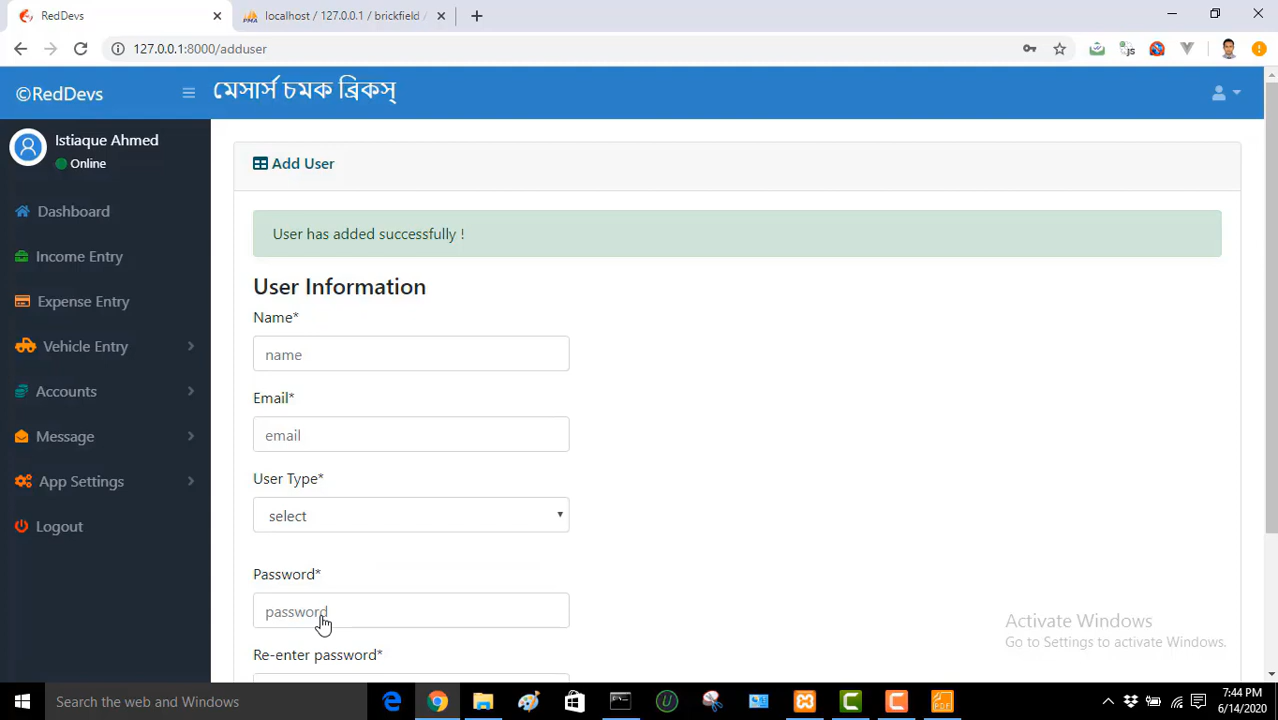 RedDevs
localhost / 127.0.0.1 / brickfield /
127.0.0.1:8000/adduser
©RedDevs
মেসার্স চমক ব্রিকস্
Istiaque Ahmed
Online
Dashboard
Income Entry
Expense Entry
Vehicle Entry
Accounts
Message
App Settings
Logout
Add User
User has added successfully !
User Information
Name*
name
Email*
email
User Type*
select
Password*
password
Re-enter password*
Activate Windows
Go to Settings to activate Windows.
Search the web and Windows
7:44 PM
6/14/2020